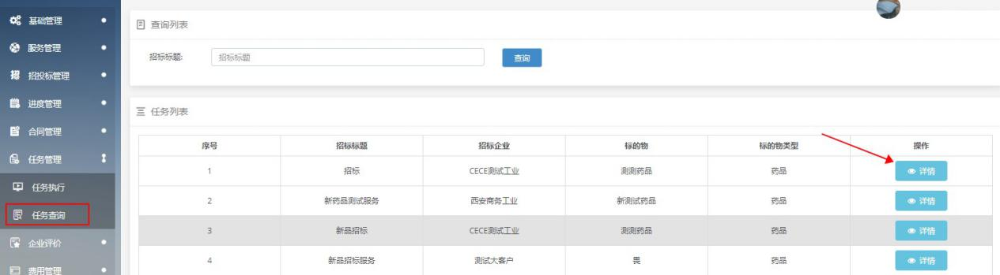 基础管理
服务管理
招 招投标管理
进度管理
合同管理
任务管理
任务执行
任务查询
企业评价
费用管理
查询列表
招标标题: 招标标题 查询
任务列表
序号 招标标题 招标企业 标的物 标的物类型 操作
1 招标 CECE测试工业 测测药品 药品 详情
2 新药品测试服务 西安商务工业 新测试药品 药品 详情
3 新品招标 CECE测试工业 测测药品 药品 详情
4 新品招标服务 测试大客户 畏 药品 详情